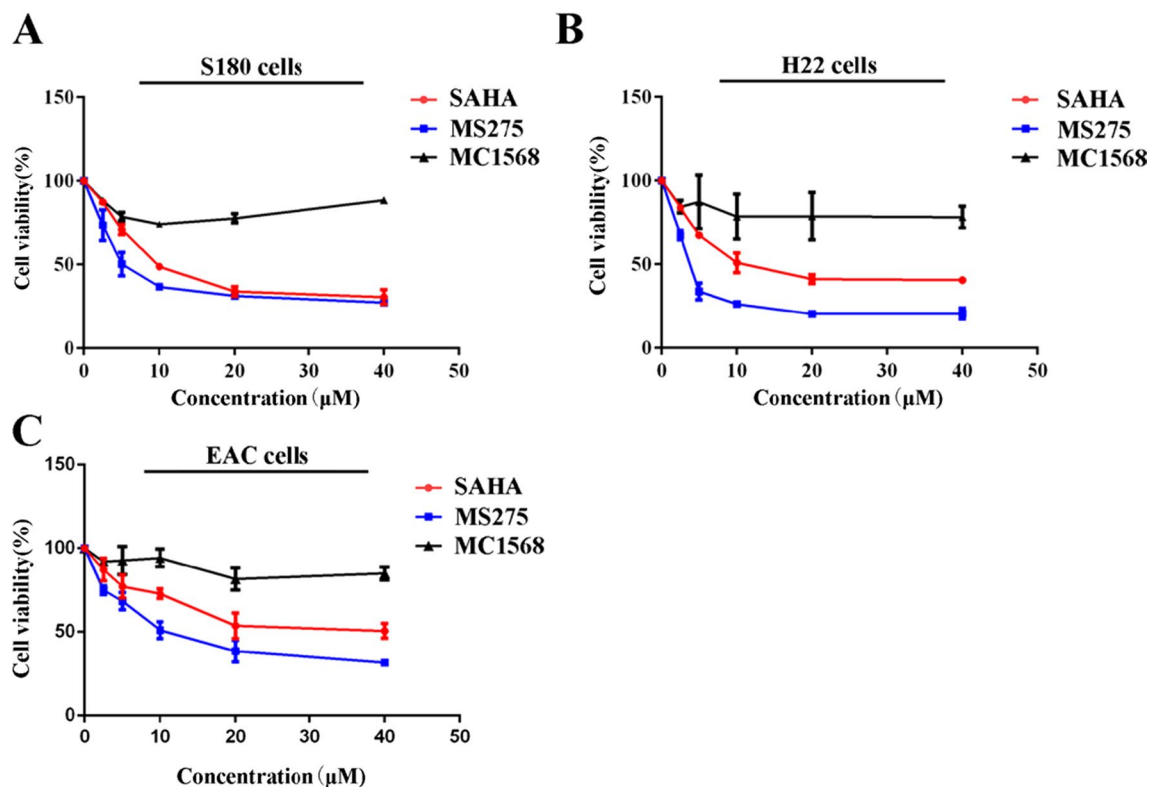 A
S180 cells
SAHA
MS275
MC1568
150
100
50
0
Cell viability(%)
0 10 20 30 40 50
Concentration (μM)
B
H22 cells
SAHA
MS275
MC1568
150
100
50
0
Cell viability(%)
0 10 20 30 40 50
Concentration (μM)
C
EAC cells
SAHA
MS275
MC1568
150
100
50
0
Cell viability(%)
0 10 20 30 40 50
Concentration (μM)